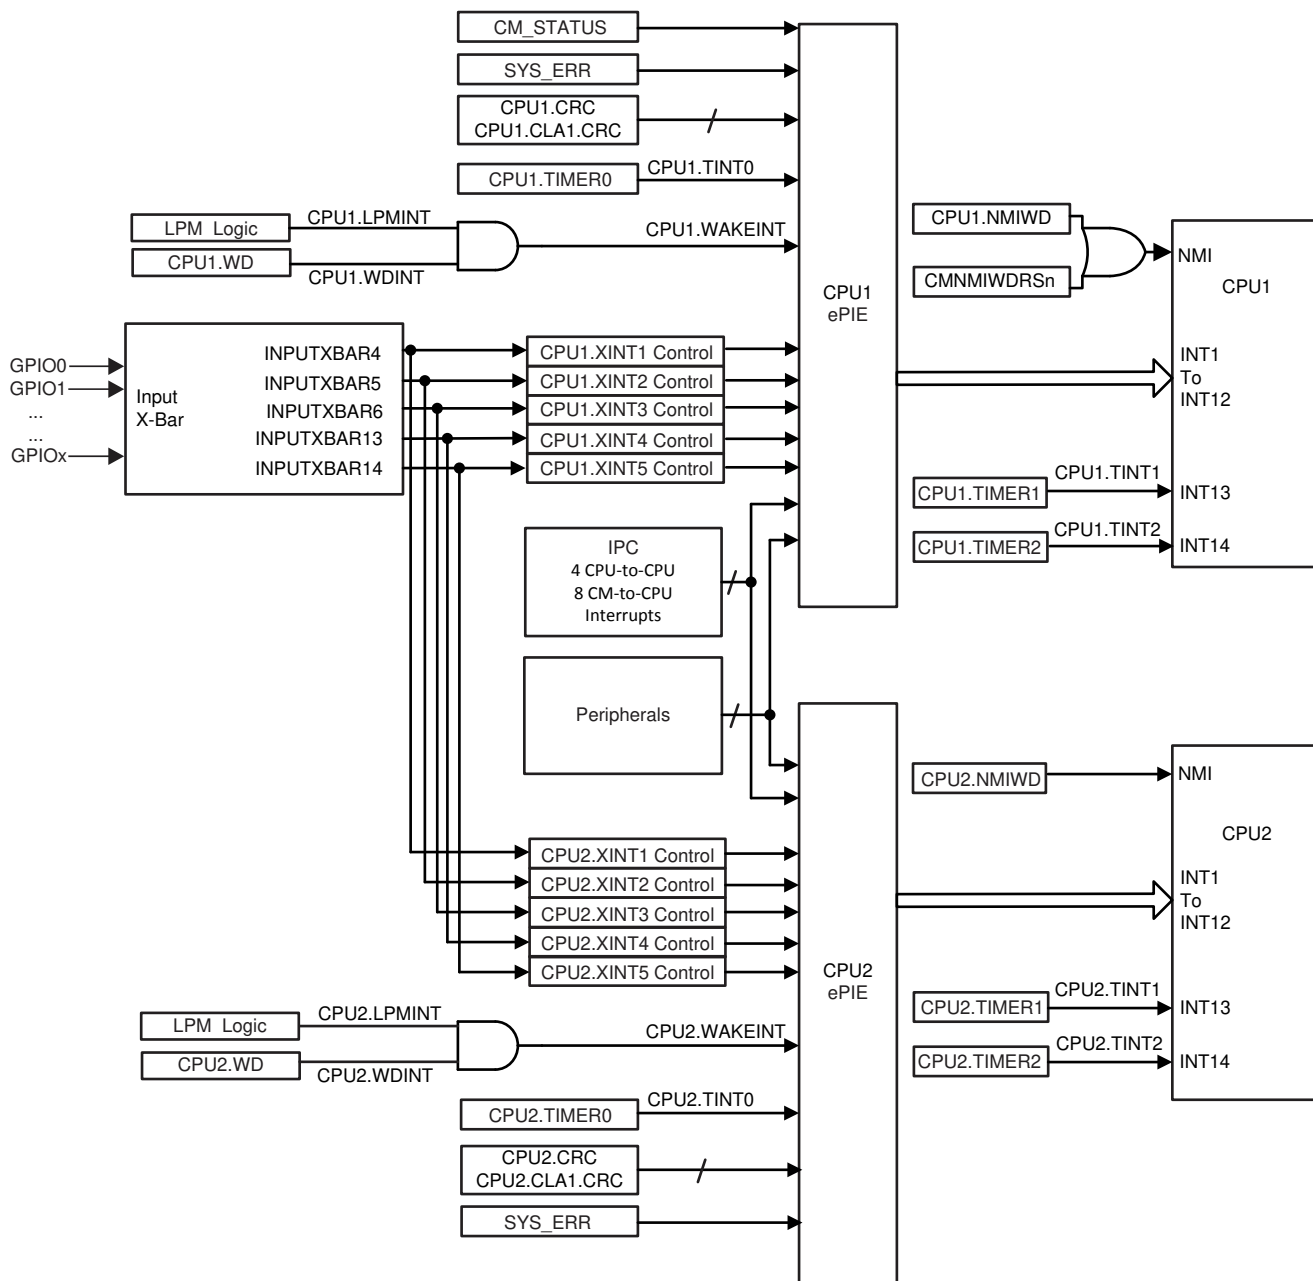 CM_STATUS
SYS_ERR
CPU1.CRC
CPU1.CLA1.CRC
CPU1.TIMER0
CPU1.TINT0
LPM Logic
CPU1.LPMINT
CPU1.WD
CPU1.WDINT
CPU1.WAKEINT
CPU1
ePIE
CPU1.NMIWD
CMNMIWDRSn
NMI
CPU1
INT1
To
INT12
CPU1.TIMER1
CPU1.TINT1
INT13
CPU1.TIMER2
CPU1.TINT2
INT14
GPIO0
GPIO1
...
...
GPIOx
Input
X-Bar
INPUTXBAR4
INPUTXBAR5
INPUTXBAR6
INPUTXBAR13
INPUTXBAR14
CPU1.XINT1 Control
CPU1.XINT2 Control
CPU1.XINT3 Control
CPU1.XINT4 Control
CPU1.XINT5 Control
IPC
4 CPU-to-CPU
8 CM-to-CPU
Interrupts
Peripherals
CPU2.NMIWD
NMI
CPU2
INT1
To
INT12
CPU2.XINT1 Control
CPU2.XINT2 Control
CPU2.XINT3 Control
CPU2.XINT4 Control
CPU2.XINT5 Control
CPU2
ePIE
CPU2.TIMER1
CPU2.TINT1
INT13
CPU2.TIMER2
CPU2.TINT2
INT14
LPM Logic
CPU2.LPMINT
CPU2.WD
CPU2.WDINT
CPU2.WAKEINT
CPU2.TIMER0
CPU2.TINT0
CPU2.CRC
CPU2.CLA1.CRC
SYS_ERR